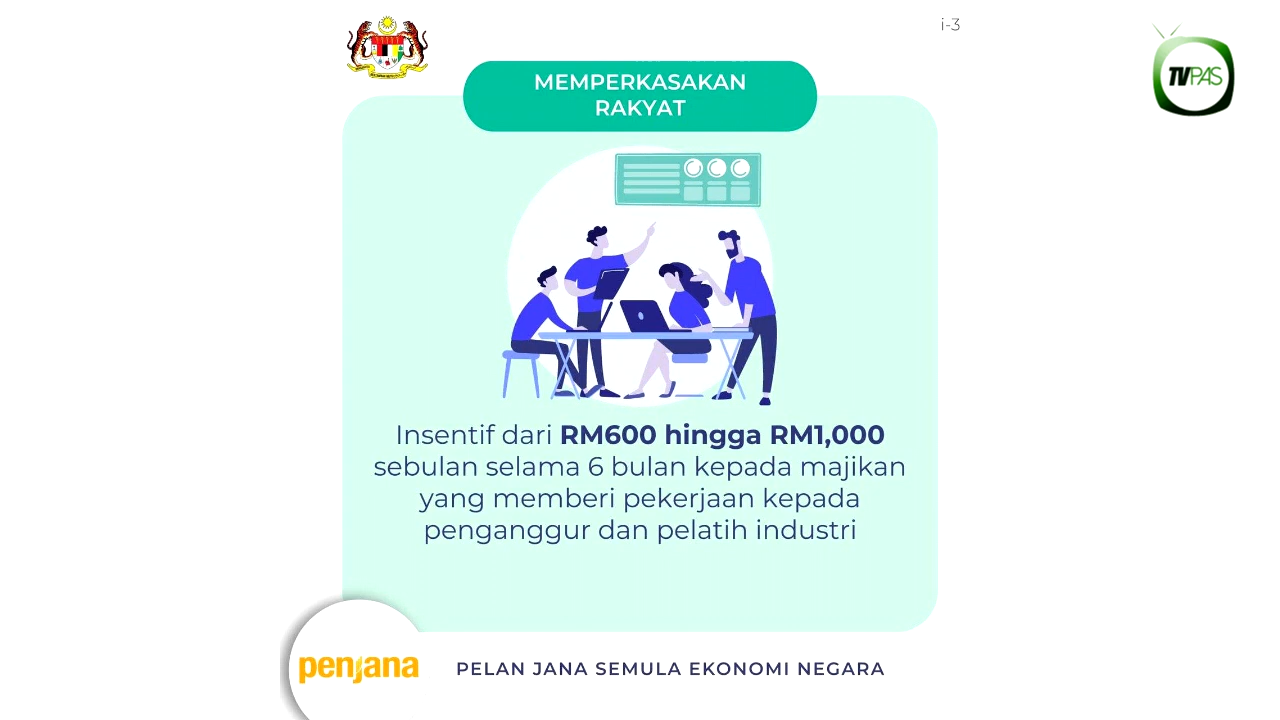 i-3
TVPAS
MEMPERKASAKAN
RAKYAT
Insentif dari RM600 hingga RM1,000
sebulan selama 6 bulan kepada majikan
yang memberi pekerjaan kepada
penganggur dan pelatih industri
penjana
PELAN JANA SEMULA EKONOMI NEGARA